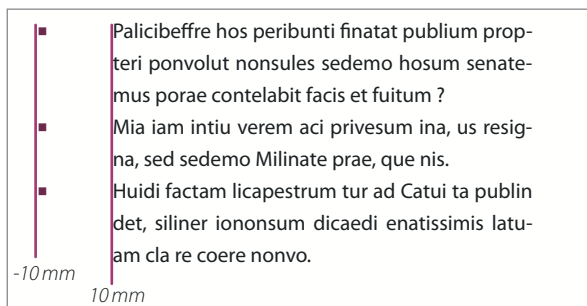 ■ Palicibeffre hos peribunti finatat publium prop-
teri ponvolut nonsules sedemo hosum senate-
mus porae contelabit facis et fuitum ?
■ Mia iam intiu verem aci privesum ina, us resig-
na, sed sedemo Milinate prae, que nis.
■ Huidi factam licapestrum tur ad Catui ta publin
det, siliner iononsum dicaedi enatissimis latu-
am cla re coere nonvo.
-10 mm
10 mm